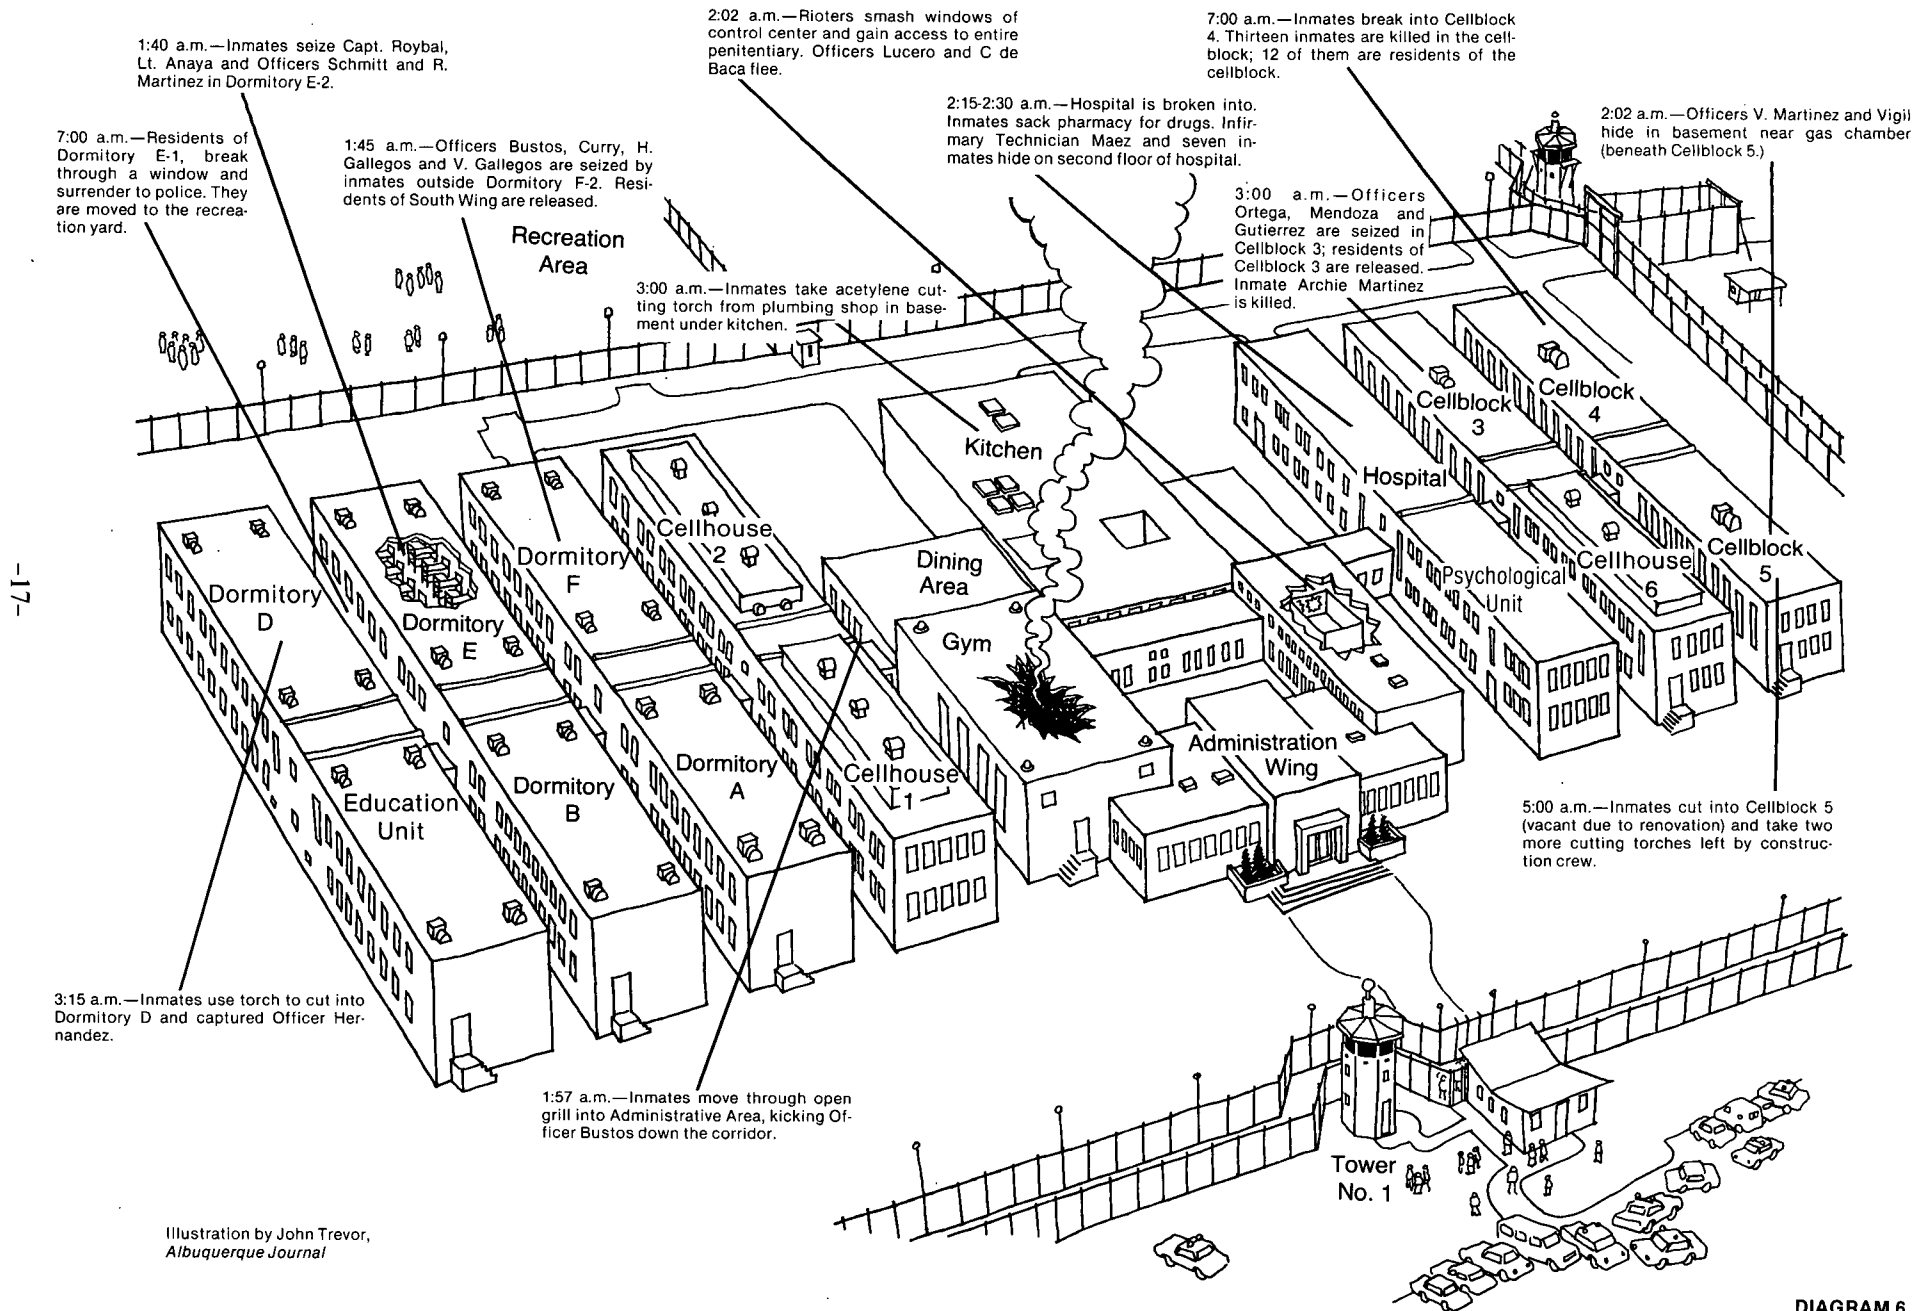 2:02 a.m.—Rioters smash windows of
control center and gain access to entire
penitentiary. Officers Lucero and C de
Baca flee.
7:00 a.m.—Inmates break into Cellblock
4. Thirteen inmates are killed in the cell-
block; 12 of them are residents of the
cellblock.
1:40 a.m.—Inmates seize Capt. Roybal,
Lt. Anaya and Officers Schmitt and R.
Martinez in Dormitory E-2.
2:15-2:30 a.m.—Hospital is broken into.
Inmates sack pharmacy for drugs. Infir-
mary Technician Maez and seven in-
mates hide on second floor of hospital.
2:02 a.m.—Officers V. Martinez and Vigil
hide in basement near gas chamber
(beneath Cellblock 5.)
7:00 a.m.—Residents of
Dormitory E-1, break
through a window and
surrender to police. They
are moved to the recrea-
tion yard.
1:45 a.m.—Officers Bustos, Curry, H.
Gallegos and V. Gallegos are seized by
inmates outside Dormitory F-2. Resi-
dents of South Wing are released.
3:00 a.m.—Officers
Ortega, Mendoza and
Gutierrez are seized in
Cellblock 3; residents of
Cellblock 3 are released.
Inmate Archie Martinez
is killed.
Recreation
Area
3:00 a.m.—Inmates take acetylene cut-
ting torch from plumbing shop in base-
ment under kitchen.
Kitchen
Cellblock
3
Cellblock
4
Hospital
Cellhouse
2
Dormitory
F
Dining
Area
Cellblock
5
Cellhouse
6
Psychological
Unit
Dormitory
D
Dormitory
E
Gym
-17-
Administration
Wing
Dormitory
A
Cellhouse
1
Dormitory
B
Education
Unit
5:00 a.m.—Inmates cut into Cellblock 5
(vacant due to renovation) and take two
more cutting torches left by construc-
tion crew.
3:15 a.m.—Inmates use torch to cut into
Dormitory D and captured Officer Her-
nandez.
1:57 a.m.—Inmates move through open
grill into Administrative Area, kicking Of-
ficer Bustos down the corridor.
Tower
No. 1
Illustration by John Trevor,
Albuquerque Journal
DIAGRAM 6